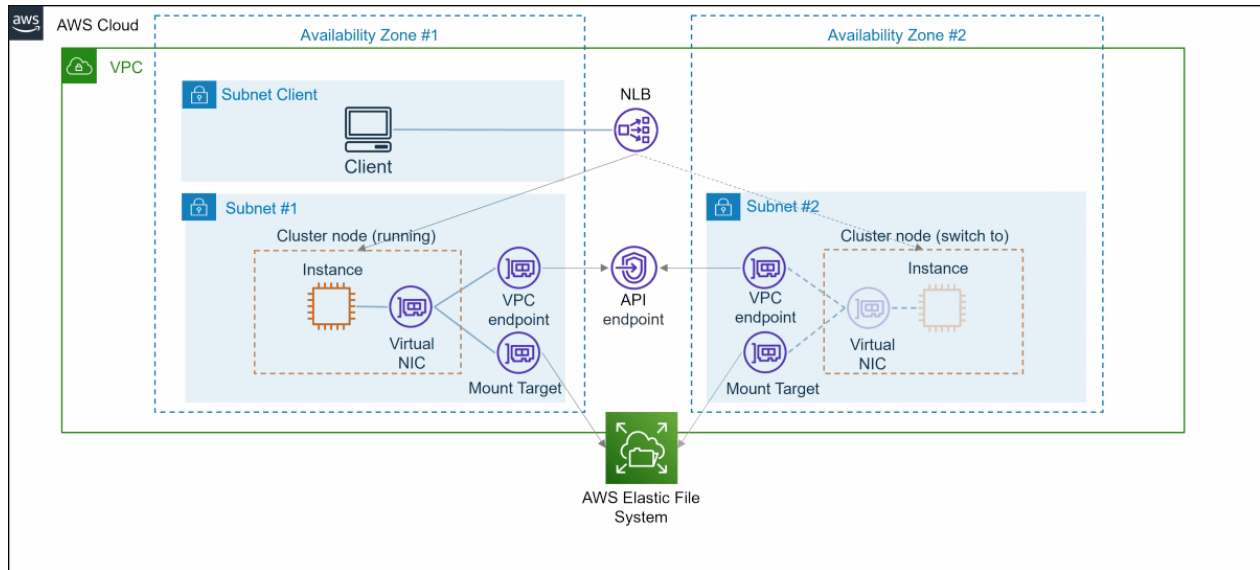 aws
AWS Cloud
Availability Zone #1
Availability Zone #2
VPC
Subnet Client
NLB
Client
Subnet #1
Subnet #2
Cluster node (running)
Cluster node (switch to)
Instance
Instance
VPC
endpoint
API
endpoint
VPC
endpoint
Virtual
NIC
Virtual
NIC
Mount Target
Mount Target
AWS Elastic File
System